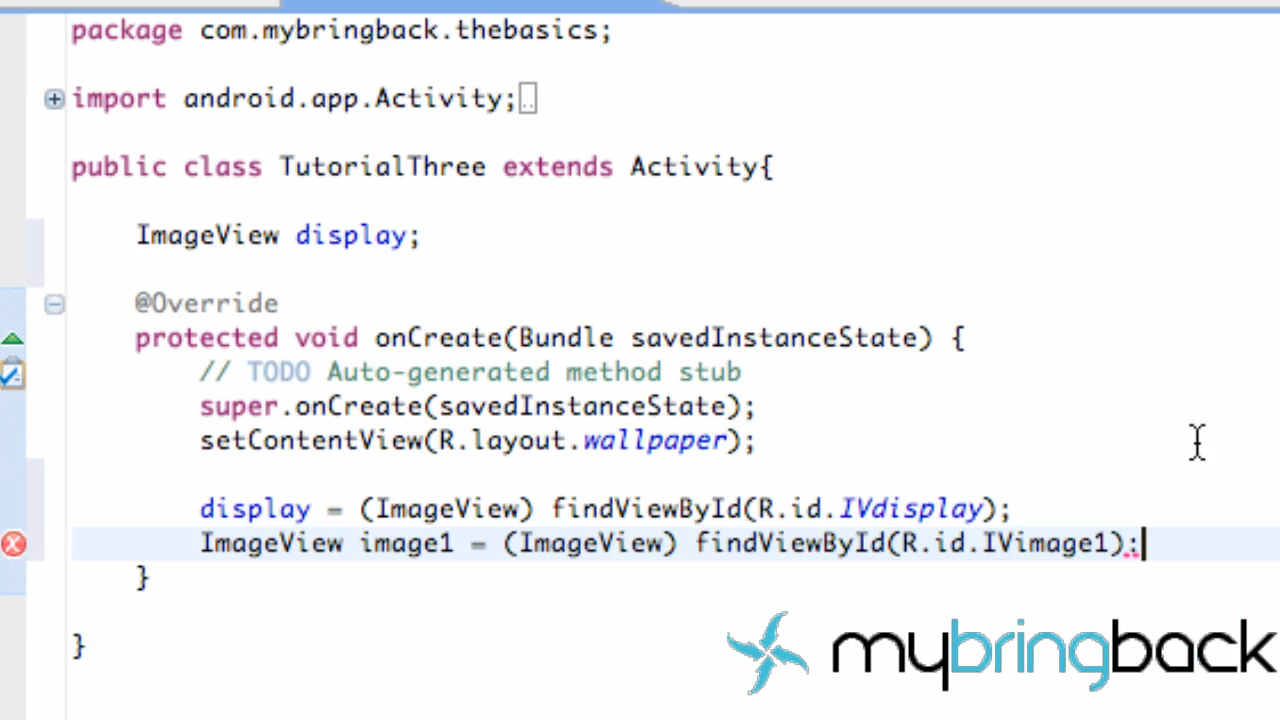 package com.mybringback.thebasics;
import android.app.Activity;
public class TutorialThree extends Activity{
ImageView display;
@Override
protected void onCreate(Bundle savedInstanceState) {
// TODO Auto-generated method stub
super.onCreate(savedInstanceState);
setContentView(R.layout.wallpaper);
display = (ImageView) findViewById(R.id.IVdisplay);
ImageView image1 = (ImageView) findViewById(R.id.IVimage1):
}
}
mybringback